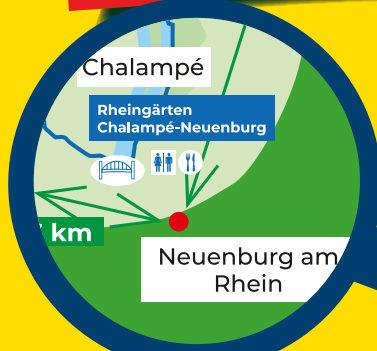 Chalampé
Rheingärten
Chalampé-Neuenburg
km
Neuenburg am
Rhein